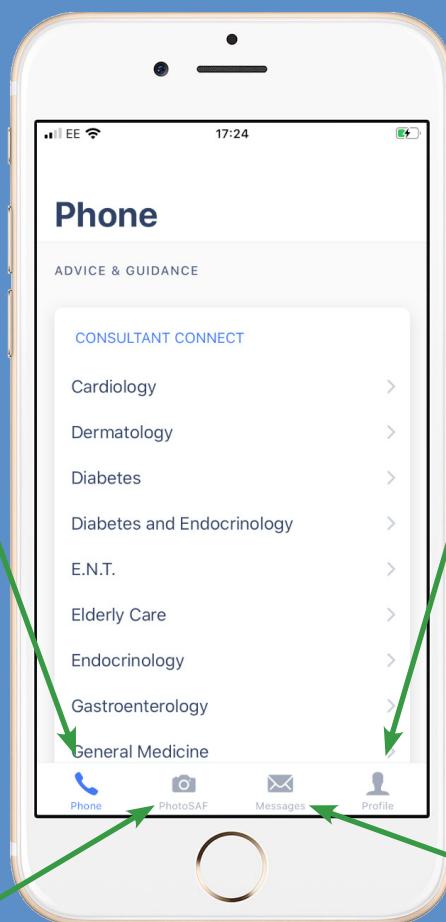 EE 17:24
Phone
ADVICE & GUIDANCE
CONSULTANT CONNECT
Cardiology
Dermatology
Diabetes
Diabetes and Endocrinology
E.N.T.
Elderly Care
Endocrinology
Gastroenterology
General Medicine
Phone PhotoSAF Messages Profile